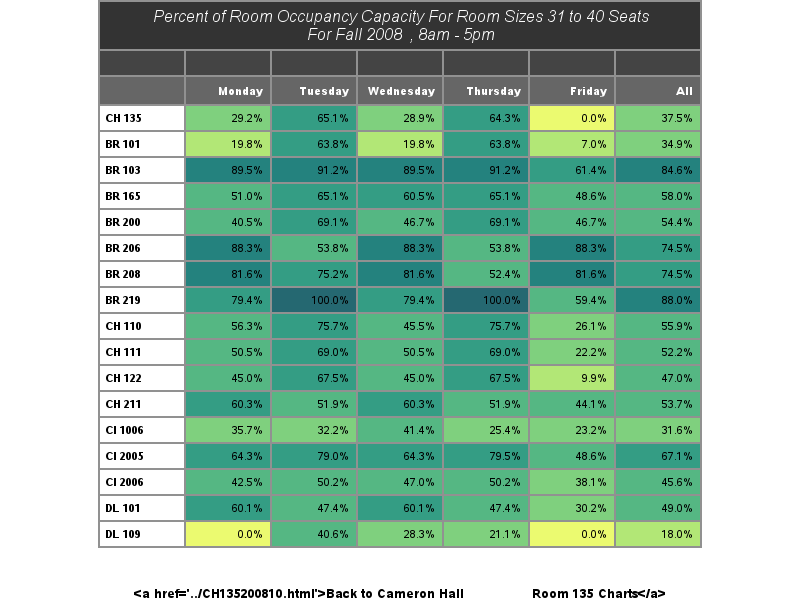 Percent of Room Occupancy Capacity For Room Sizes 31 to 40 Seats
For Fall 2008 , 8am - 5pm
Monday Tuesday Wednesday Thursday Friday All
CH 135 29.2% 65.1% 28.9% 64.3% 0.0% 37.5%
BR 101 19.8% 63.8% 19.8% 63.8% 7.0% 34.9%
BR 103 89.5% 91.2% 89.5% 91.2% 61.4% 84.6%
BR 165 51.0% 65.1% 60.5% 65.1% 48.6% 58.0%
BR 200 40.5% 69.1% 46.7% 69.1% 46.7% 54.4%
BR 206 88.3% 53.8% 88.3% 53.8% 88.3% 74.5%
BR 208 81.6% 75.2% 81.6% 52.4% 81.6% 74.5%
BR 219 79.4% 100.0% 79.4% 100.0% 59.4% 88.0%
CH 110 56.3% 75.7% 45.5% 75.7% 26.1% 55.9%
CH 111 50.5% 69.0% 50.5% 69.0% 22.2% 52.2%
CH 122 45.0% 67.5% 45.0% 67.5% 9.9% 47.0%
CH 211 60.3% 51.9% 60.3% 51.9% 44.1% 53.7%
CI 1006 35.7% 32.2% 41.4% 25.4% 23.2% 31.6%
CI 2005 64.3% 79.0% 64.3% 79.5% 48.6% 67.1%
CI 2006 42.5% 50.2% 47.0% 50.2% 38.1% 45.6%
DL 101 60.1% 47.4% 60.1% 47.4% 30.2% 49.0%
DL 109 0.0% 40.6% 28.3% 21.1% 0.0% 18.0%
<a href='../CH135200810.html'>Back to Cameron Hall Room 135 Charts</a>